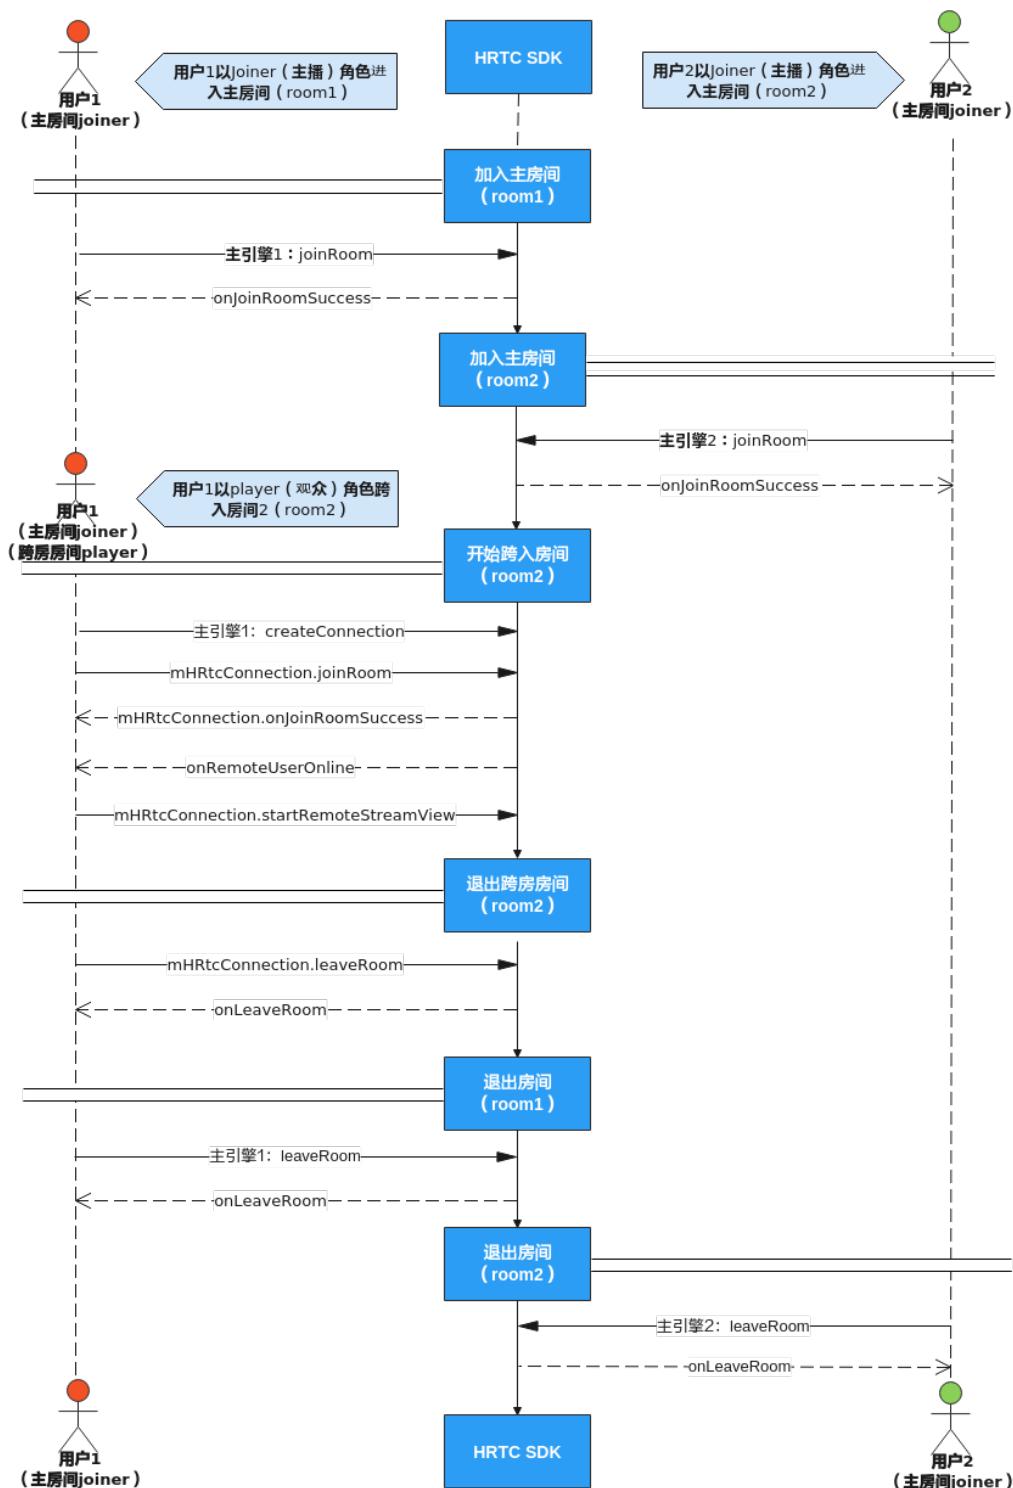 用户1
（主房间joiner）
用户1以Joiner（主播）角色进
入主房间（room1）
HRTC SDK
用户2以Joiner（主播）角色进
入主房间（room2）
用户2
（主房间joiner）
加入主房间
（room1）
主引擎1：joinRoom
onJoinRoomSuccess
加入主房间
（room2）
主引擎2：joinRoom
onJoinRoomSuccess
用户1
（主房间joiner）
（跨房房间player）
用户1以player（观众）角色跨
入房间2（room2）
开始跨入房间
（room2）
主引擎1：createConnection
mHRtcConnection.joinRoom
mHRtcConnection.onJoinRoomSuccess
onRemoteUserOnline
mHRtcConnection.startRemoteStreamView
退出跨房房间
（room2）
mHRtcConnection.leaveRoom
onLeaveRoom
退出房间
（room1）
主引擎1：leaveRoom
onLeaveRoom
退出房间
（room2）
主引擎2：leaveRoom
onLeaveRoom
用户1
（主房间joiner）
HRTC SDK
用户2
（主房间joiner）